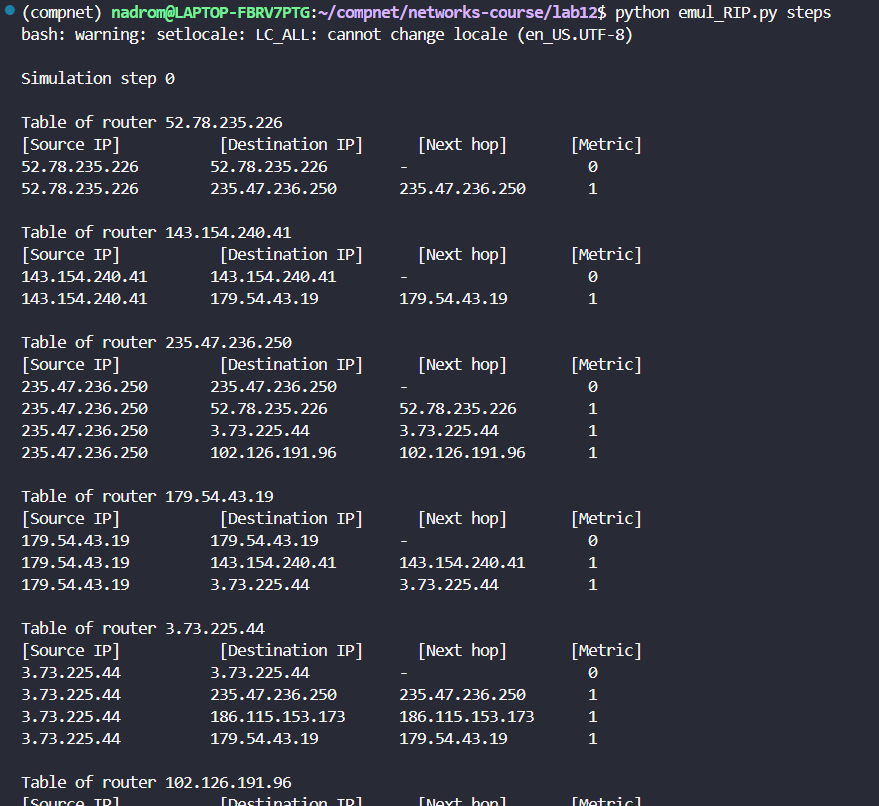 (compnet) nadrom@LAPTOP-FBRV7PTG:~/compnet/networks-course/lab12$ python emul_RIP.py steps
bash: warning: setlocale: LC_ALL: cannot change locale (en_US.UTF-8)
Simulation step 0
Table of router 52.78.235.226
[Source IP] [Destination IP] [Next hop] [Metric]
52.78.235.226 52.78.235.226 - 0
52.78.235.226 235.47.236.250 235.47.236.250 1
Table of router 143.154.240.41
[Source IP] [Destination IP] [Next hop] [Metric]
143.154.240.41 143.154.240.41 - 0
143.154.240.41 179.54.43.19 179.54.43.19 1
Table of router 235.47.236.250
[Source IP] [Destination IP] [Next hop] [Metric]
235.47.236.250 235.47.236.250 - 0
235.47.236.250 52.78.235.226 52.78.235.226 1
235.47.236.250 3.73.225.44 3.73.225.44 1
235.47.236.250 102.126.191.96 102.126.191.96 1
Table of router 179.54.43.19
[Source IP] [Destination IP] [Next hop] [Metric]
179.54.43.19 179.54.43.19 - 0
179.54.43.19 143.154.240.41 143.154.240.41 1
179.54.43.19 3.73.225.44 3.73.225.44 1
Table of router 3.73.225.44
[Source IP] [Destination IP] [Next hop] [Metric]
3.73.225.44 3.73.225.44 - 0
3.73.225.44 235.47.236.250 235.47.236.250 1
3.73.225.44 186.115.153.173 186.115.153.173 1
3.73.225.44 179.54.43.19 179.54.43.19 1
Table of router 102.126.191.96
[Source IP] [Destination IP] [Next hop] [Metric]